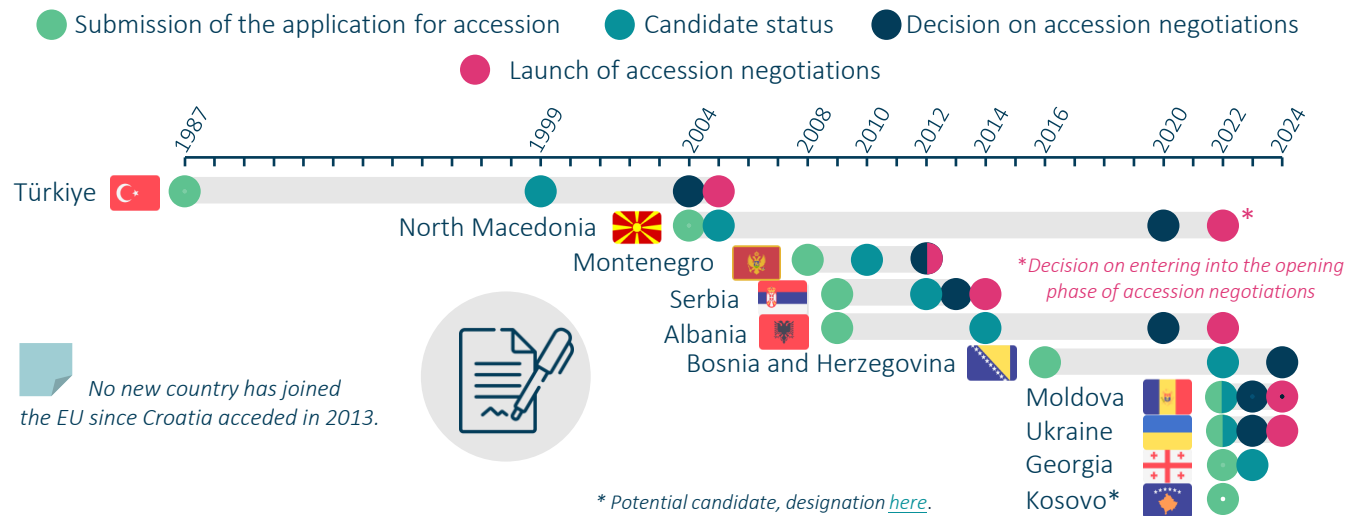 Submission of the application for accession
Candidate status
Decision on accession negotiations
Launch of accession negotiations
1987
1999
2004
2008
2010
2012
2014
2016
2020
2022
2024
Türkiye
North Macedonia
*
Montenegro
*Decision on entering into the opening
phase of accession negotiations
Serbia
Albania
Bosnia and Herzegovina
No new country has joined
the EU since Croatia acceded in 2013.
Moldova
Ukraine
Georgia
Kosovo*
* Potential candidate, designation here.